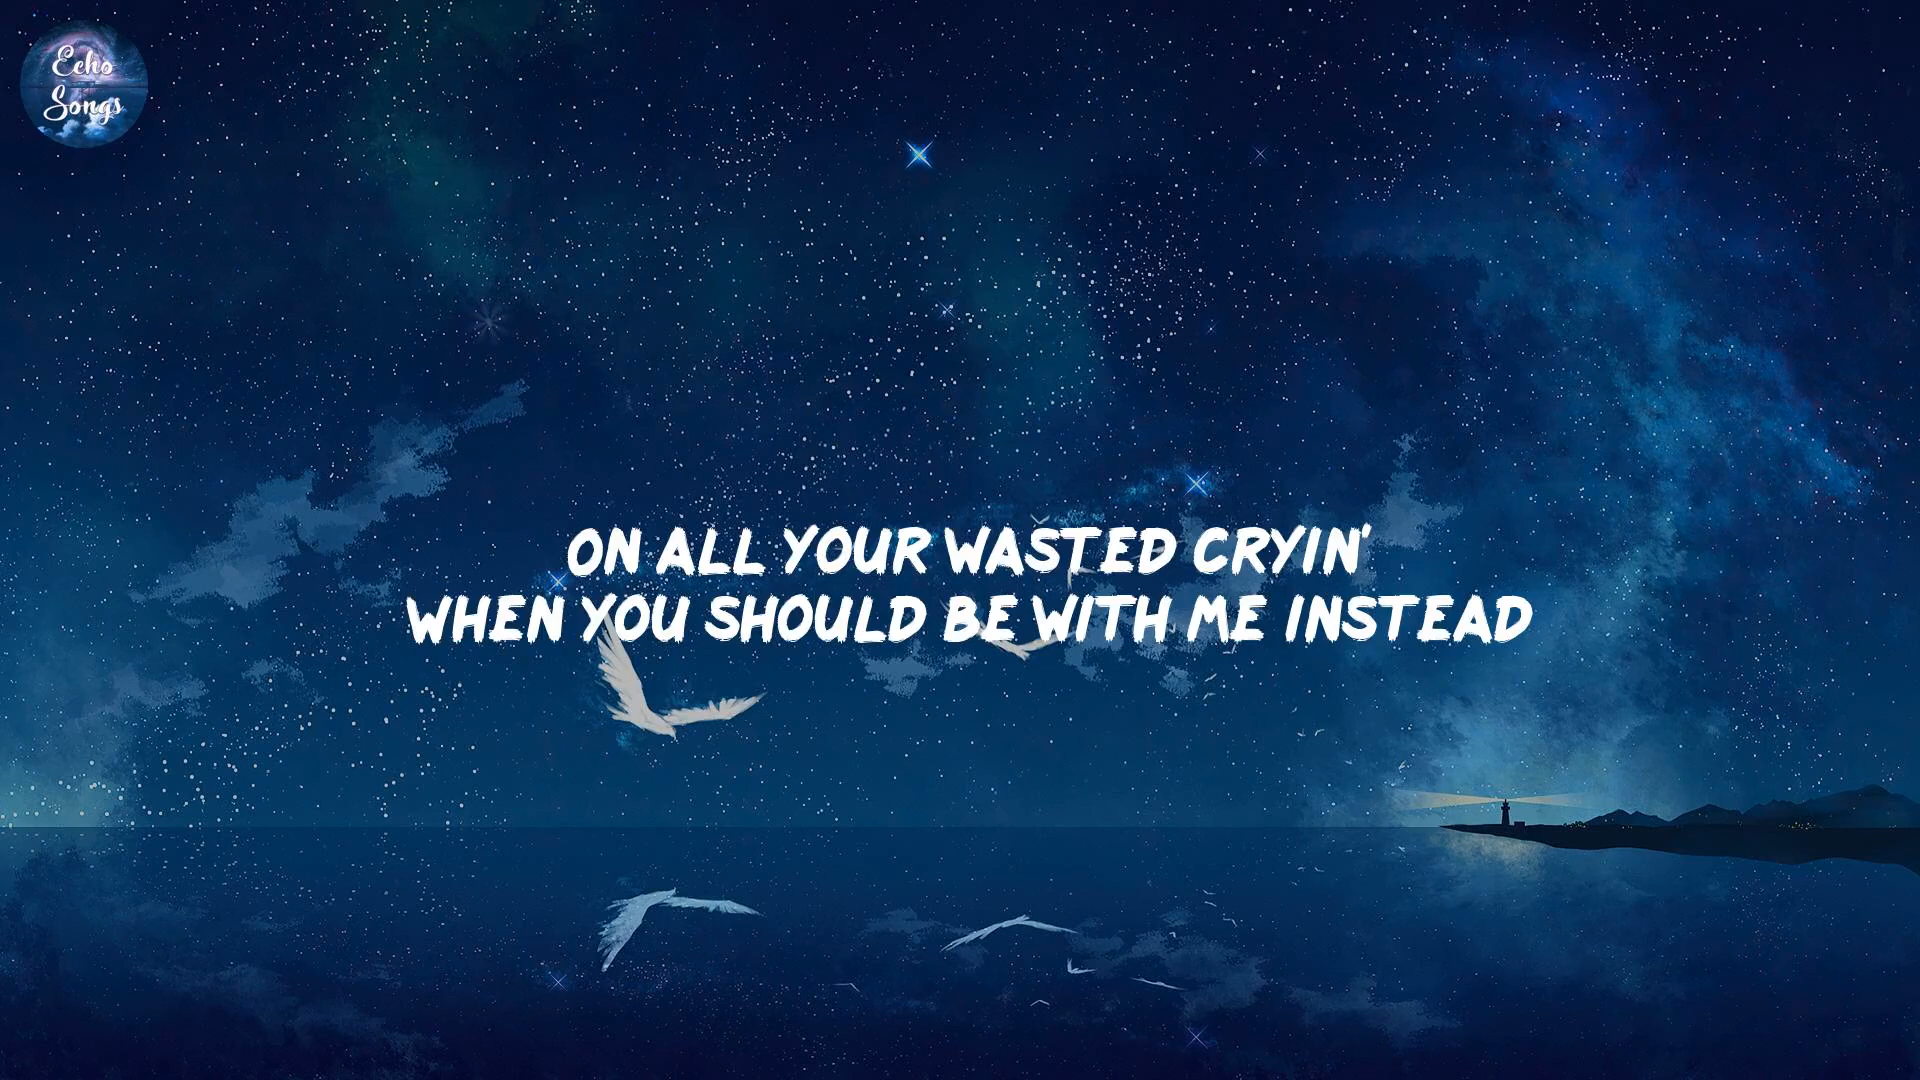 Echo
Songs
ON ALL YOUR WASTED CRYIN'
WHEN YOU SHOULD BE WITH ME INSTEAD